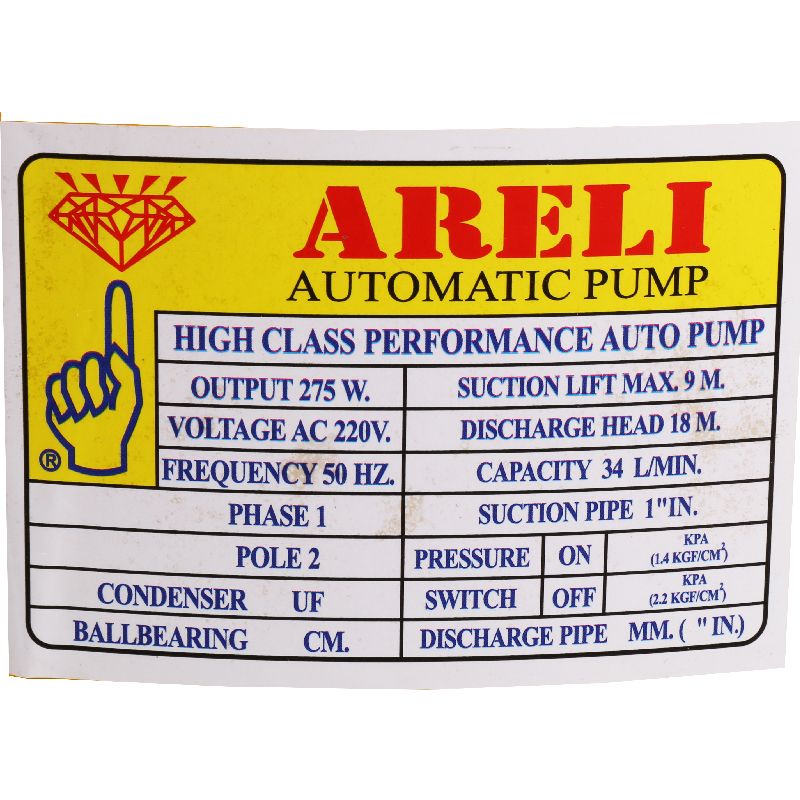 ARELI
AUTOMATIC PUMP
HIGH CLASS PERFORMANCE AUTO PUMP
OUTPUT 275 W. SUCTION LIFT MAX. 9 M.
VOLTAGE AC 220V. DISCHARGE HEAD 18 M.
® FREQUENCY 50 HZ. CAPACITY 34 L/MIN.
PHASE 1 SUCTION PIPE 1"IN.
POLE 2 PRESSURE ON KPA
(1.4 KGF/CM²)
CONDENSER UF SWITCH OFF KPA
(2.2 KGF/CM²)
BALLBEARING CM. DISCHARGE PIPE MM. ( "IN.)